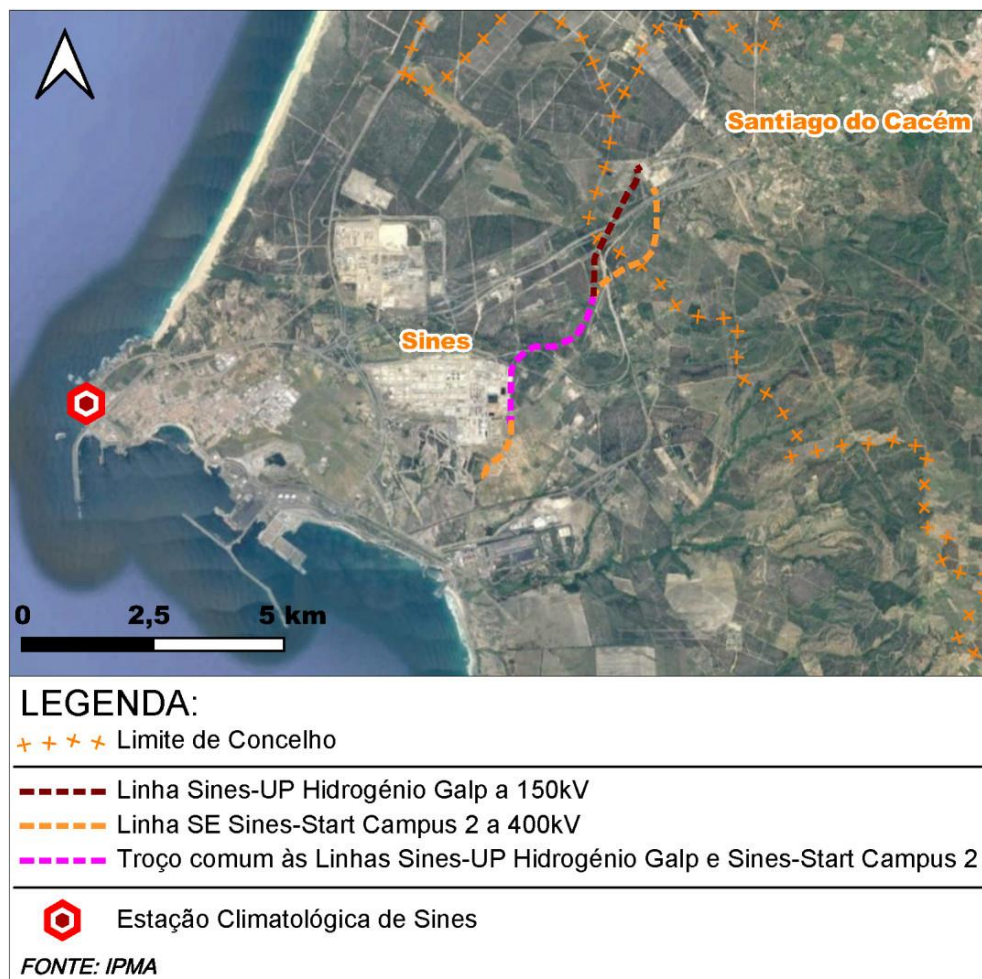 Santiago do Cacém
Sines
0 2,5 5 km
LEGENDA:
Limite de Concelho
Linha Sines-UP Hidrogénio Galp a 150kV
Linha SE Sines-Start Campus 2 a 400kV
Troço comum às Linhas Sines-UP Hidrogénio Galp e Sines-Start Campus 2
Estação Climatológica de Sines
FONTE: IPMA